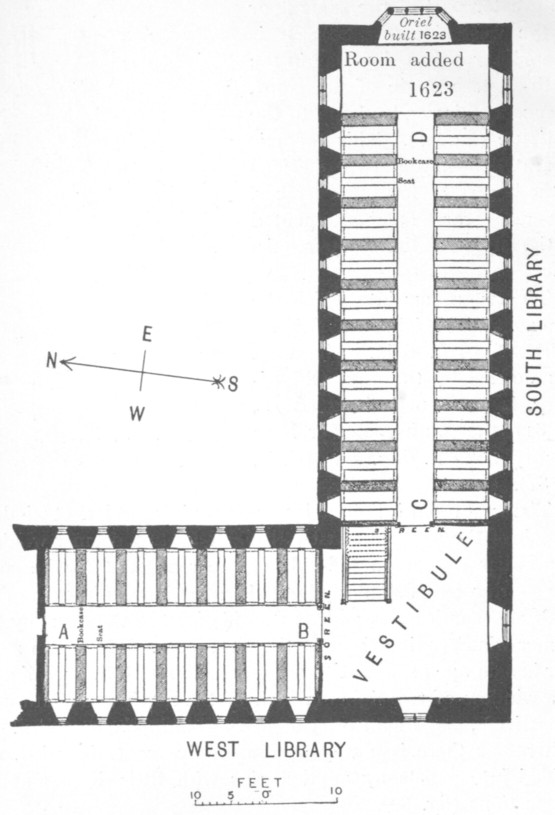 Oriel
built 1623
Room added
1623
D
Bookcase
Seat
SOUTH LIBRARY
E
N
S
W
C
SCREEN
VESTIBULE
A
Bookcase
Seat
B
SCREEN
WEST LIBRARY
FEET
10 5 0 10